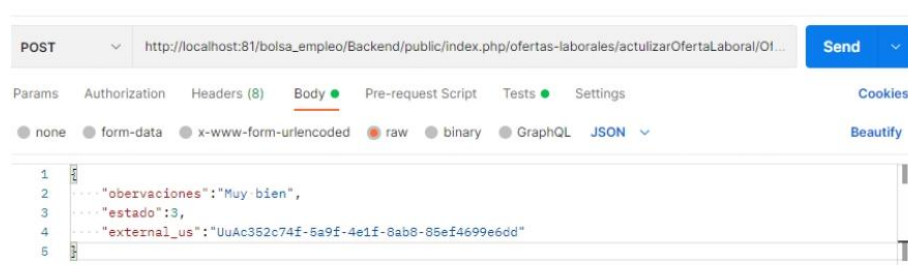 POST http://localhost:81/bolsa_empleo/Backend/public/index.php/ofertas-laborales/actulizarOfertaLaboral/Of... Send
Params Authorization Headers (8) Body Pre-request Script Tests Settings Cookies
none form-data x-www-form-urlencoded raw binary GraphQL JSON Beautify
1 {
2 "obervaciones":"Muy bien",
3 "estado":3,
4 "external_us":"UuAc352c74f-5a9f-4e1f-8ab8-85ef4699e6dd"
5 }